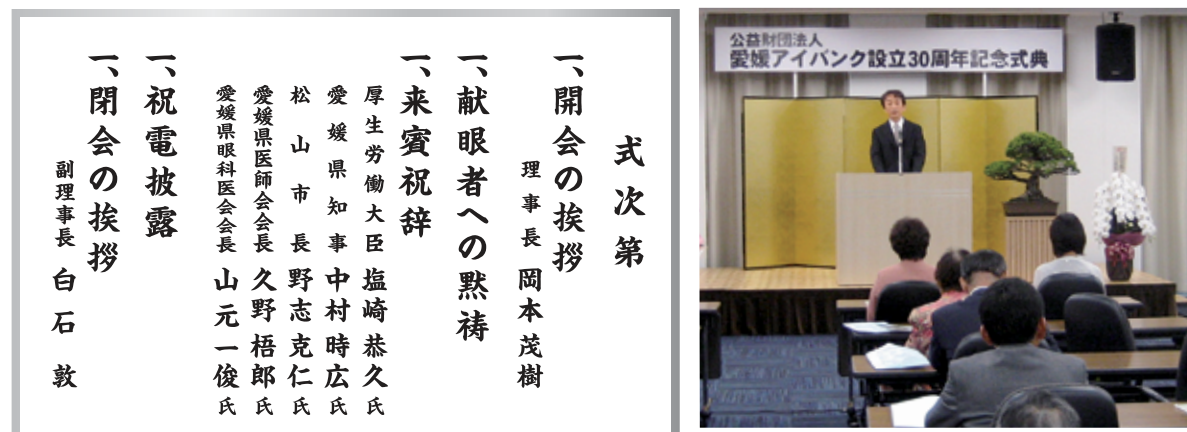 式次第
一、開会の挨拶
理事長 岡本茂樹
一、献眼者への黙祷
一、来賓祝辞
厚生労働大臣 塩崎恭久氏
愛媛県知事 中村時広氏
松山市長 野志克仁氏
愛媛県医師会会長 久野梧郎氏
愛媛県眼科医会会長 山元一俊氏
一、祝電披露
一、閉会の挨拶
副理事長 白石敦
公益財団法人
愛媛アイバンク設立30周年記念式典